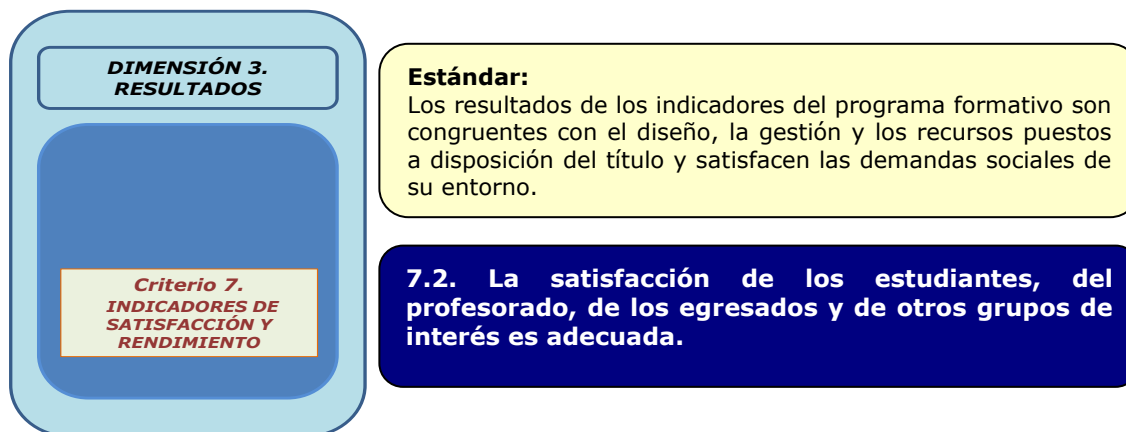 DIMENSIÓN 3.
RESULTADOS
Criterio 7.
INDICADORES DE
SATISFACCIÓN Y
RENDIMIENTO
Estándar:
Los resultados de los indicadores del programa formativo son
congruentes con el diseño, la gestión y los recursos puestos
a disposición del título y satisfacen las demandas sociales de
su entorno.
7.2. La satisfacción de los estudiantes, del
profesorado, de los egresados y de otros grupos de
interés es adecuada.